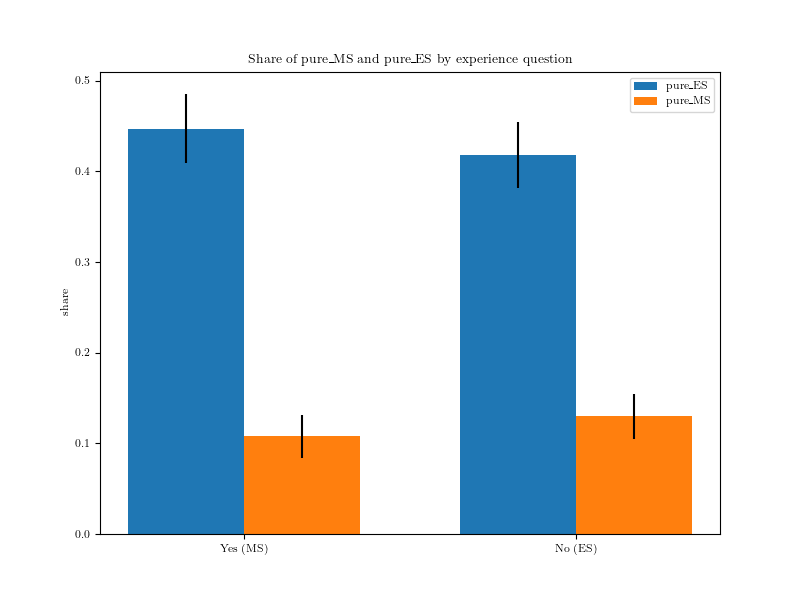 Share of pure_MS and pure_ES by experience question
pure_ES
pure_MS
0.5
0.4
0.3
0.2
0.1
0.0
share
Yes (MS)
No (ES)